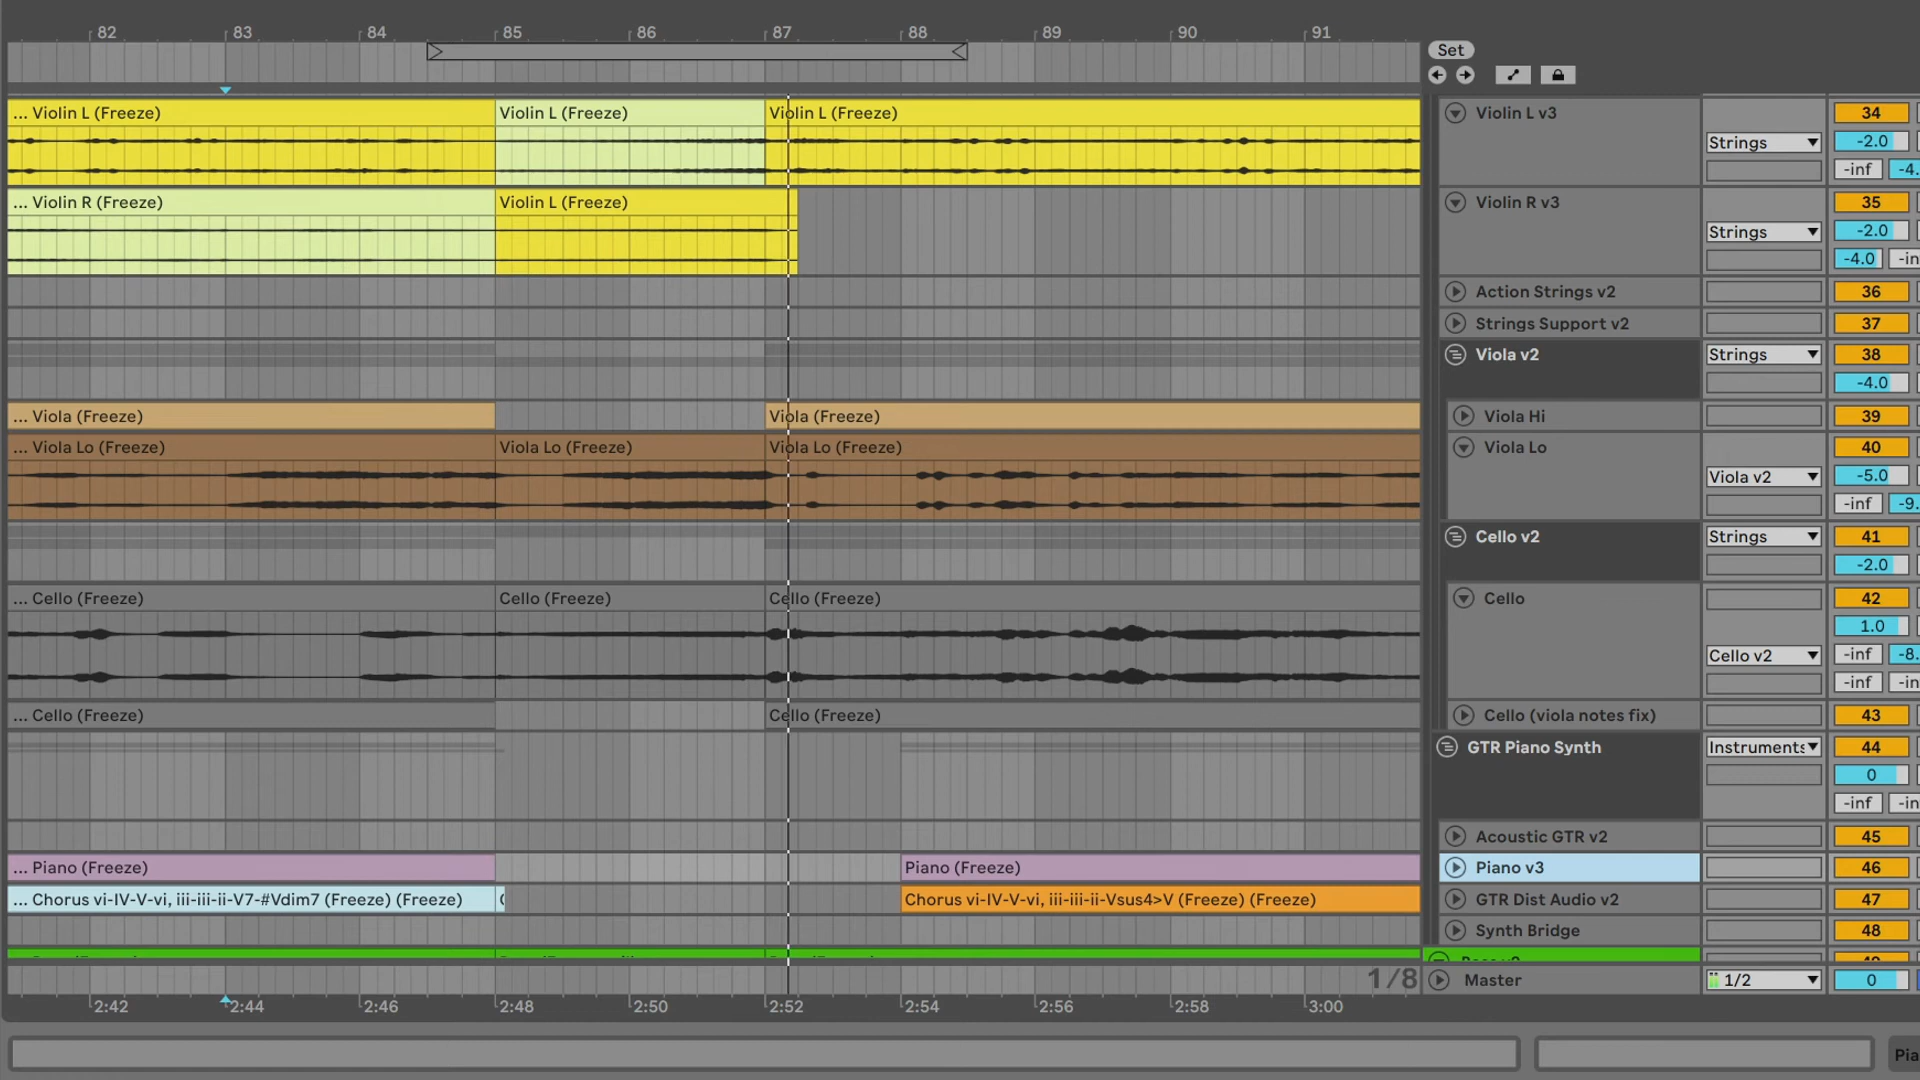 82 83 84 85 86 87 88 89 90 91
Set
... Violin L (Freeze) Violin L (Freeze) Violin L (Freeze) Violin L v3 34
Strings -2.0
-inf -4.
... Violin R (Freeze) Violin L (Freeze) Violin R v3 35
Strings -2.0
-4.0 -in
Action Strings v2 36
Strings Support v2 37
Viola v2 Strings 38
-4.0
... Viola (Freeze) Viola (Freeze) Viola Hi 39
... Viola Lo (Freeze) Viola Lo (Freeze) Viola Lo (Freeze) Viola Lo 40
Viola v2 -5.0
-inf -9.
Cello v2 Strings 41
-2.0
... Cello (Freeze) Cello (Freeze) Cello (Freeze) Cello 42
1.0
Cello v2 -inf -8.
-inf -in
... Cello (Freeze) Cello (Freeze) Cello (viola notes fix) 43
GTR Piano Synth Instruments 44
0
-inf -in
Acoustic GTR v2 45
... Piano (Freeze) Piano (Freeze) Piano v3 46
... Chorus vi-IV-V-vi, iii-iii-ii-V7-#Vdim7 (Freeze) (Freeze) Chorus vi-IV-V-vi, iii-iii-ii-Vsus4>V (Freeze) (Freeze) GTR Dist Audio v2 47
Synth Bridge 48
1/8 Master 1/2 0
2:42 2:44 2:46 2:48 2:50 2:52 2:54 2:56 2:58 3:00
Pia